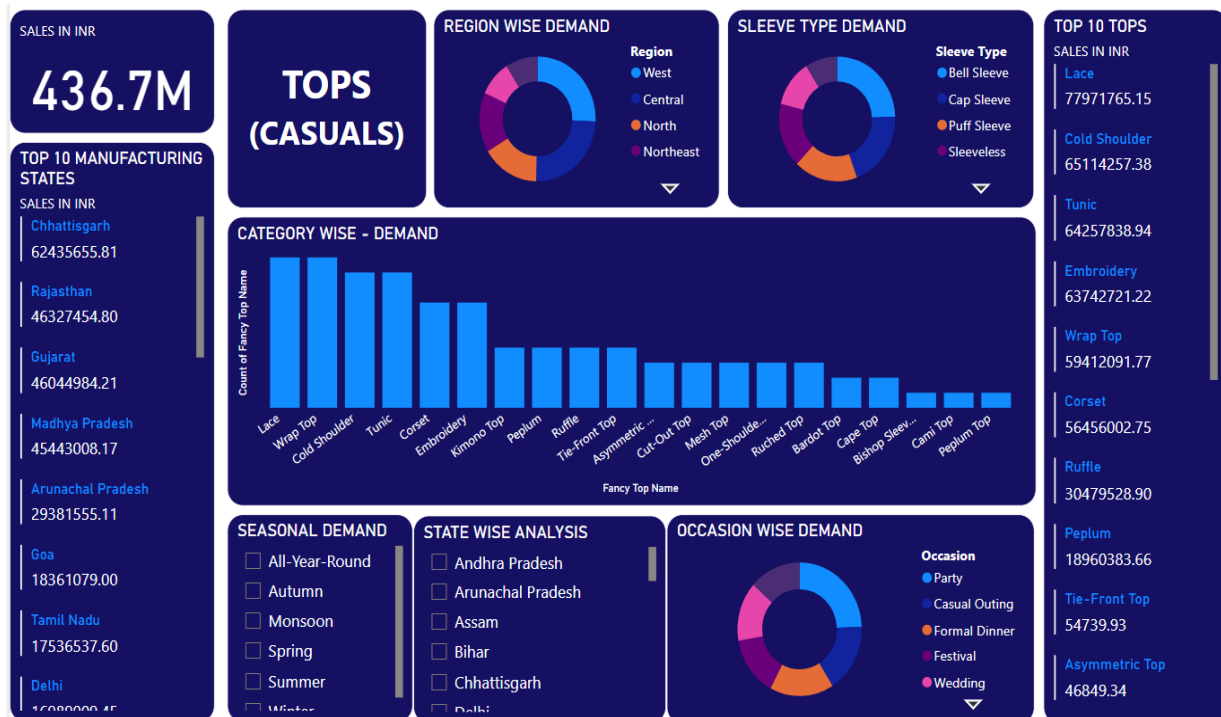 SALES IN INR
436.7M
TOP 10 MANUFACTURING
STATES
SALES IN INR
Chhattisgarh
62435655.81
Rajasthan
46327454.80
Gujarat
46044984.21
Madhya Pradesh
45443008.17
Arunachal Pradesh
29381555.11
Goa
18361079.00
Tamil Nadu
17536537.60
Delhi
TOPS
(CASUALS)
REGION WISE DEMAND
Region
West
Central
North
Northeast
SLEEVE TYPE DEMAND
Sleeve Type
Bell Sleeve
Cap Sleeve
Puff Sleeve
Sleeveless
CATEGORY WISE - DEMAND
Count of Fancy Top Name
Lace
Wrap Top
Cold Shoulder
Tunic
Corset
Embroidery
Kimono Top
Peplum
Ruffle
Tie-Front Top
Asymmetric ...
Cut-Out Top
Mesh Top
One-Shoulde...
Ruched Top
Bardot Top
Cape Top
Bishop Sleev...
Cami Top
Peplum Top
Fancy Top Name
SEASONAL DEMAND
All-Year-Round
Autumn
Monsoon
Spring
Summer
Winter
STATE WISE ANALYSIS
Andhra Pradesh
Arunachal Pradesh
Assam
Bihar
Chhattisgarh
Delhi
OCCASION WISE DEMAND
Occasion
Party
Casual Outing
Formal Dinner
Festival
Wedding
TOP 10 TOPS
SALES IN INR
Lace
77971765.15
Cold Shoulder
65114257.38
Tunic
64257838.94
Embroidery
63742721.22
Wrap Top
59412091.77
Corset
56456002.75
Ruffle
30479528.90
Peplum
18960383.66
Tie-Front Top
54739.93
Asymmetric Top
46849.34